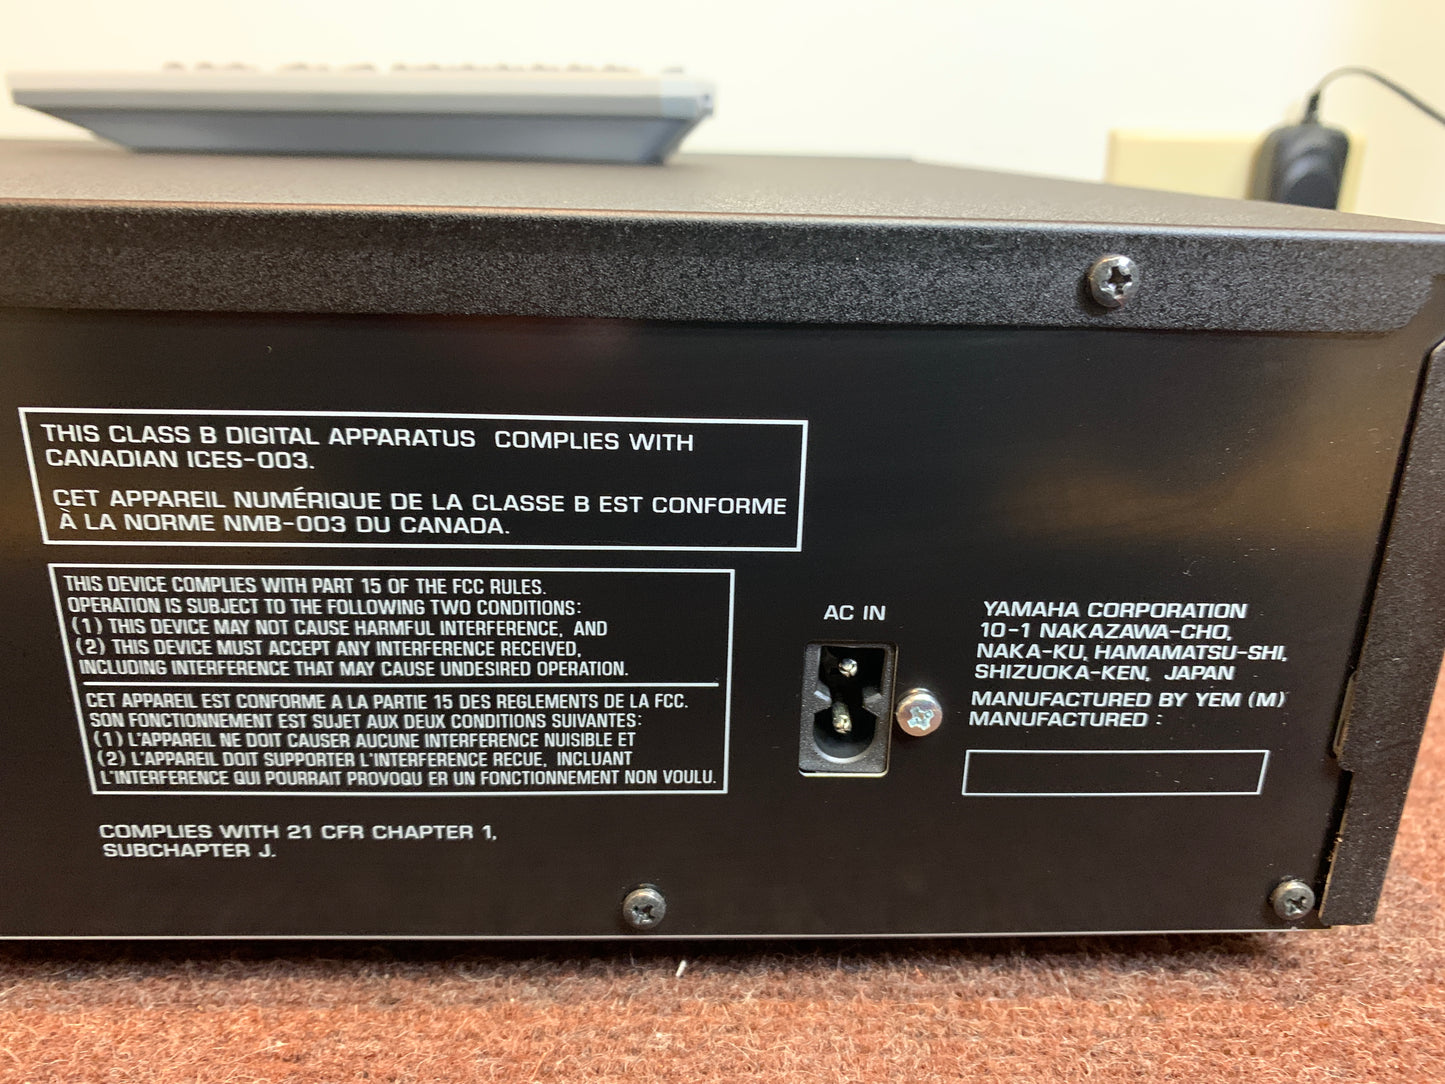 THIS CLASS B DIGITAL APPARATUS COMPLIES WITH
CANADIAN ICES-003.
CET APPAREIL NUMÉRIQUE DE LA CLASSE B EST CONFORME
À LA NORME NMB-003 DU CANADA.
THIS DEVICE COMPLIES WITH PART 15 OF THE FCC RULES.
OPERATION IS SUBJECT TO THE FOLLOWING TWO CONDITIONS:
(1) THIS DEVICE MAY NOT CAUSE HARMFUL INTERFERENCE, AND
(2) THIS DEVICE MUST ACCEPT ANY INTERFERENCE RECEIVED,
INCLUDING INTERFERENCE THAT MAY CAUSE UNDESIRED OPERATION.
CET APPAREIL EST CONFORME A LA PARTIE 15 DES REGLEMENTS DE LA FCC.
SON FONCTIONNEMENT EST SUJET AUX DEUX CONDITIONS SUIVANTES:
(1) L'APPAREIL NE DOIT CAUSER AUCUNE INTERFERENCE NUISIBLE ET
(2) L'APPAREIL DOIT SUPPORTER L'INTERFERENCE RECUE, INCLUANT
L'INTERFERENCE QUI POURRAIT PROVOQU ER UN FONCTIONNEMENT NON VOULU.
COMPLIES WITH 21 CFR CHAPTER 1,
SUBCHAPTER J.
AC IN
YAMAHA CORPORATION
10-1 NAKAZAWA-CHO,
NAKA-KU, HAMAMATSU-SHI,
SHIZUOKA-KEN, JAPAN
MANUFACTURED BY YEM (M)
MANUFACTURED :